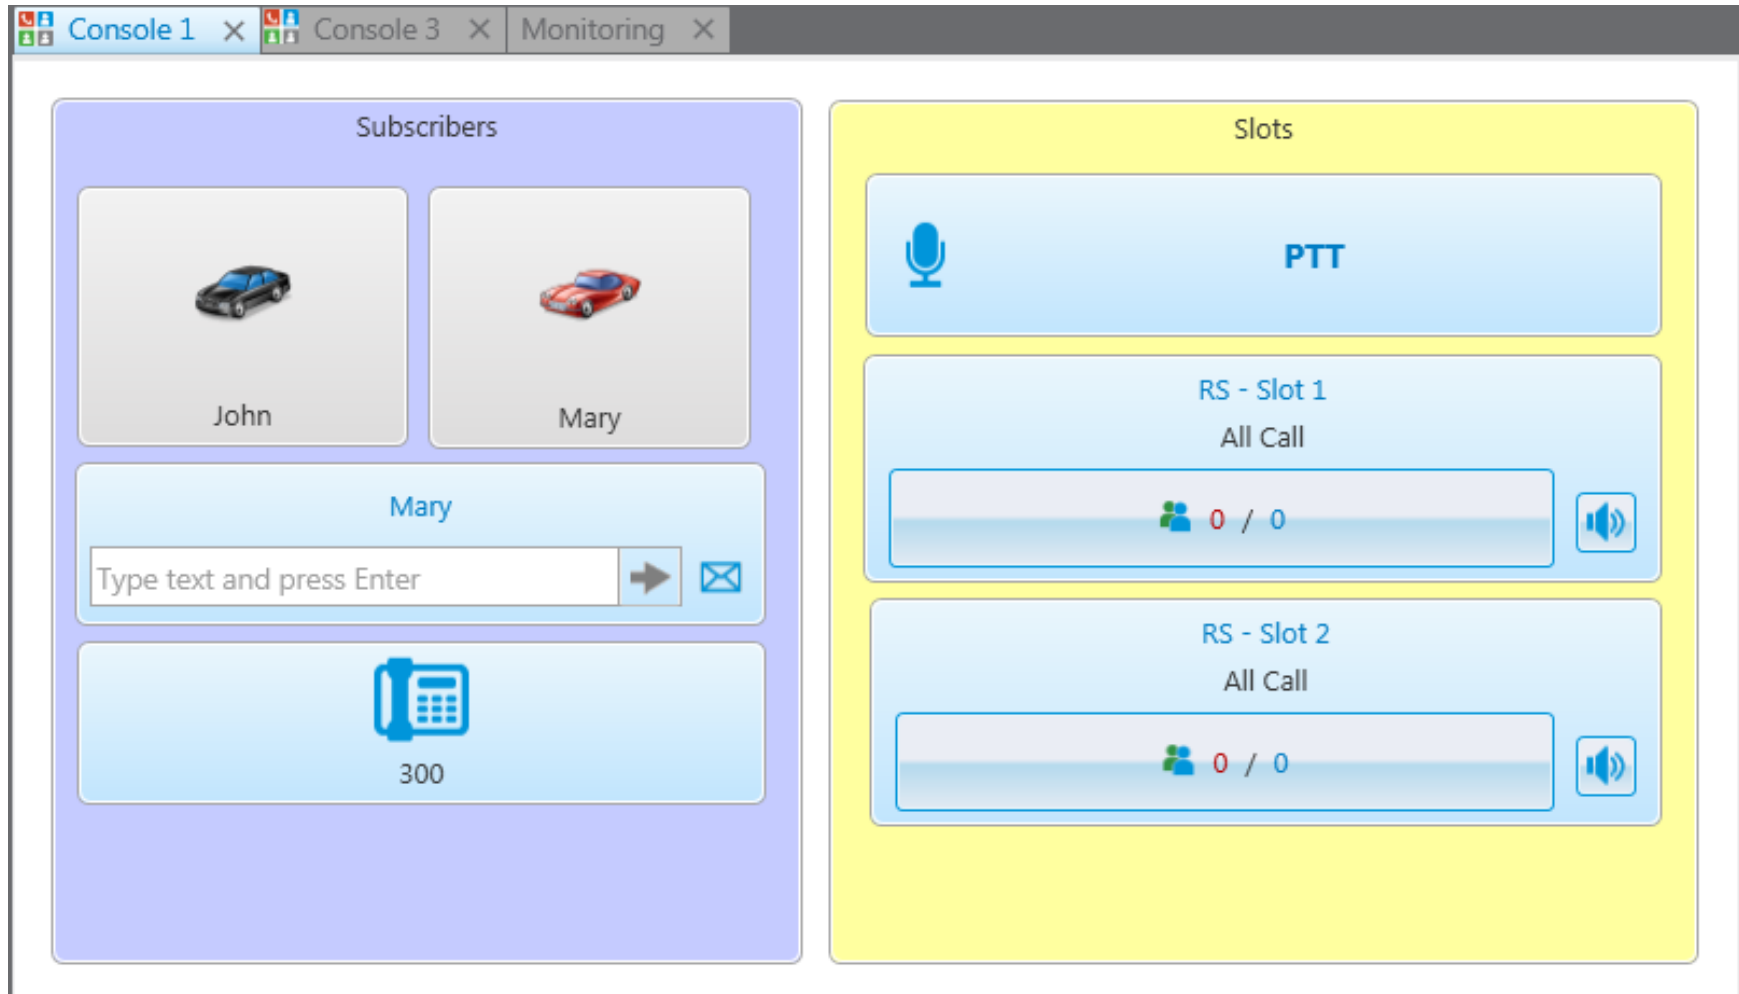 Console 1
Console 3
Monitoring
Subscribers
John
Mary
Mary
Type text and press Enter
300
Slots
PTT
RS - Slot 1
All Call
0 / 0
RS - Slot 2
All Call
0 / 0